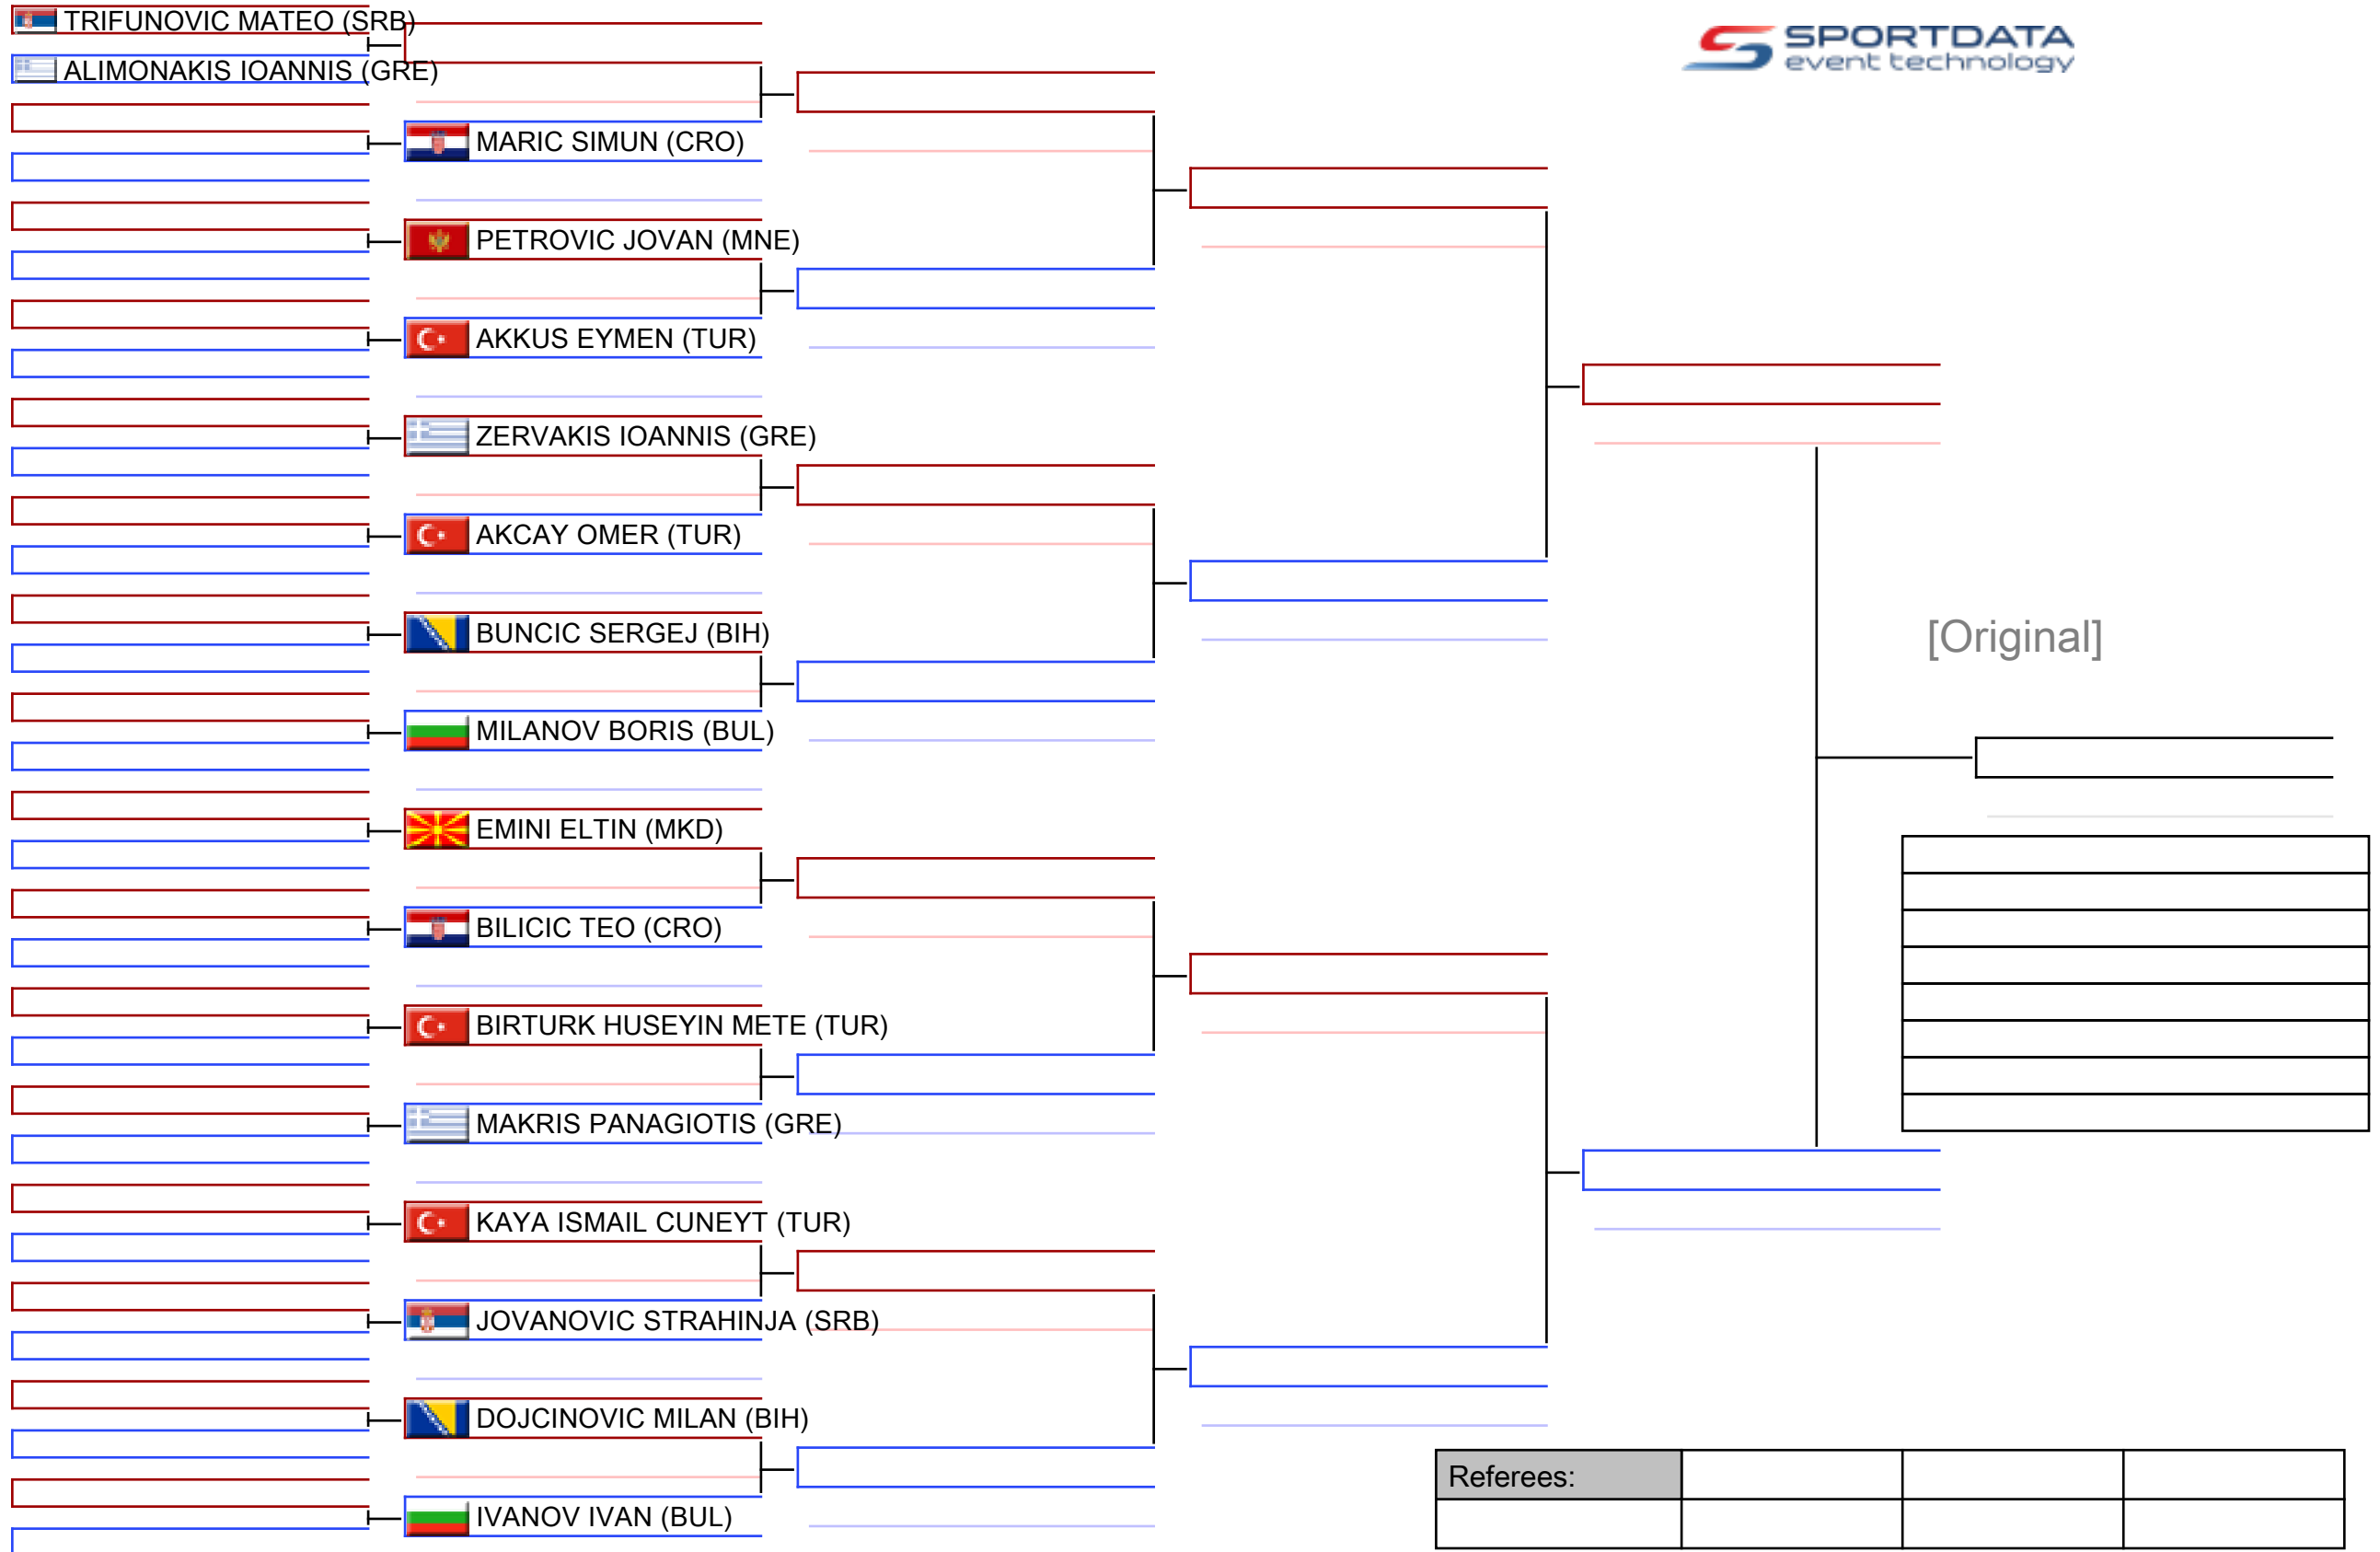 TRIFUNOVIC MATEO (SRB)
ALIMONAKIS IOANNIS (GRE)
SPORTDATA
event technology
MARIC SIMUN (CRO)
PETROVIC JOVAN (MNE)
AKKUS EYMEN (TUR)
ZERVAKIS IOANNIS (GRE)
AKCAY OMER (TUR)
BUNCIC SERGEJ (BIH)
[Original]
MILANOV BORIS (BUL)
EMINI ELTIN (MKD)
BILICIC TEO (CRO)
BIRTURK HUSEYIN METE (TUR)
MAKRIS PANAGIOTIS (GRE)
KAYA ISMAIL CUNEYT (TUR)
JOVANOVIC STRAHINJA (SRB)
DOJCINOVIC MILAN (BIH)
Referees:
IVANOV IVAN (BUL)